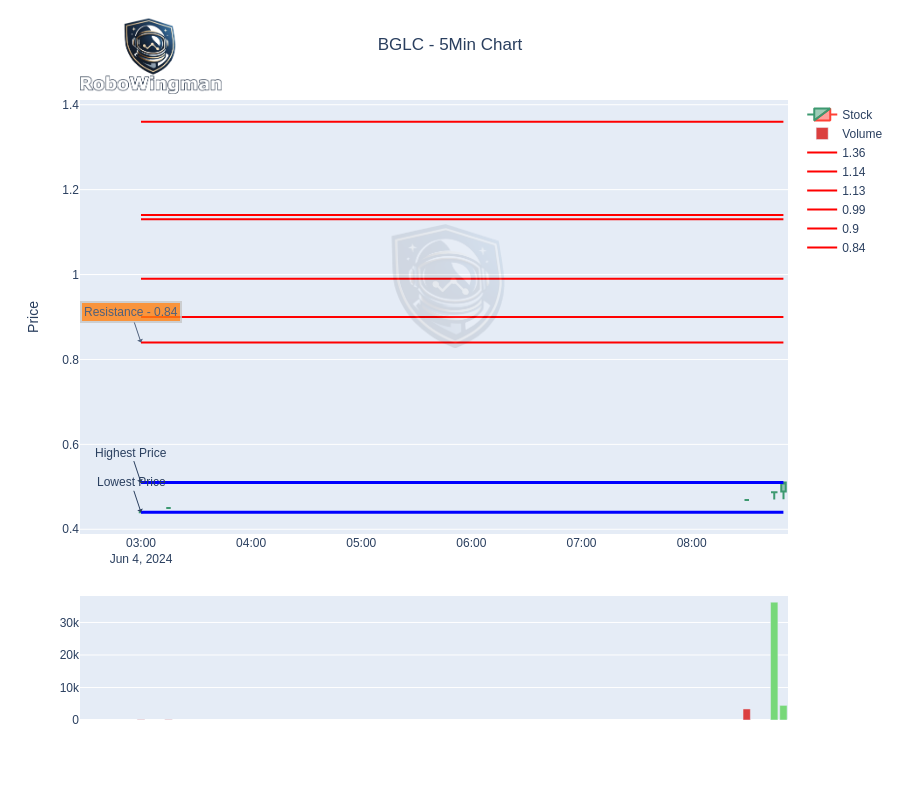 RoboWingman
BGLC - 5Min Chart
1.4
1.2
1
0.8
0.6
0.4
Price
Resistance - 0.84
Highest Price
Lowest Price
03:00
04:00
05:00
06:00
07:00
08:00
Jun 4, 2024
30k
20k
10k
0
Stock
Volume
1.36
1.14
1.13
0.99
0.9
0.84